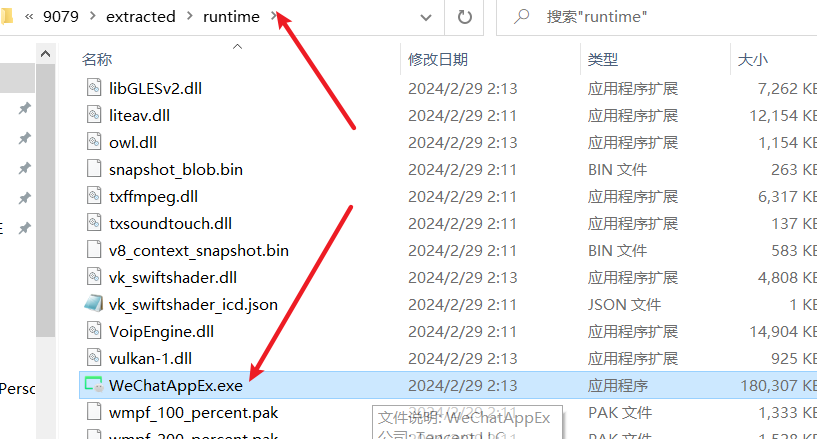 « 9079 > extracted > runtime >
搜索"runtime"
名称 修改日期 类型 大小
libGLESv2.dll 2024/2/29 2:13 应用程序扩展 7,262 KB
liteav.dll 2024/2/29 2:11 应用程序扩展 12,154 KB
owl.dll 2024/2/29 2:13 应用程序扩展 1,154 KB
snapshot_blob.bin 2024/2/29 2:11 BIN 文件 263 KB
txffmpeg.dll 2024/2/29 2:11 应用程序扩展 6,317 KB
txsoundtouch.dll 2024/2/29 2:11 应用程序扩展 137 KB
v8_context_snapshot.bin 2024/2/29 2:11 BIN 文件 583 KB
vk_swiftshader.dll 2024/2/29 2:13 应用程序扩展 4,808 KB
vk_swiftshader_icd.json 2024/2/29 2:11 JSON 文件 1 KB
VoipEngine.dll 2024/2/29 2:11 应用程序扩展 14,904 KB
vulkan-1.dll 2024/2/29 2:13 应用程序扩展 925 KB
Perso
WeChatAppEx.exe 2024/2/29 2:13 应用程序 180,307 KB
wmpf_100_percent.pak 2024/2/29 2:11 PAK 文件 1,333 KB
文件说明: WeChatAppEx
wmpf_200_percent.pak PAK 文件 1,528 KB
公司: Tencent LLC